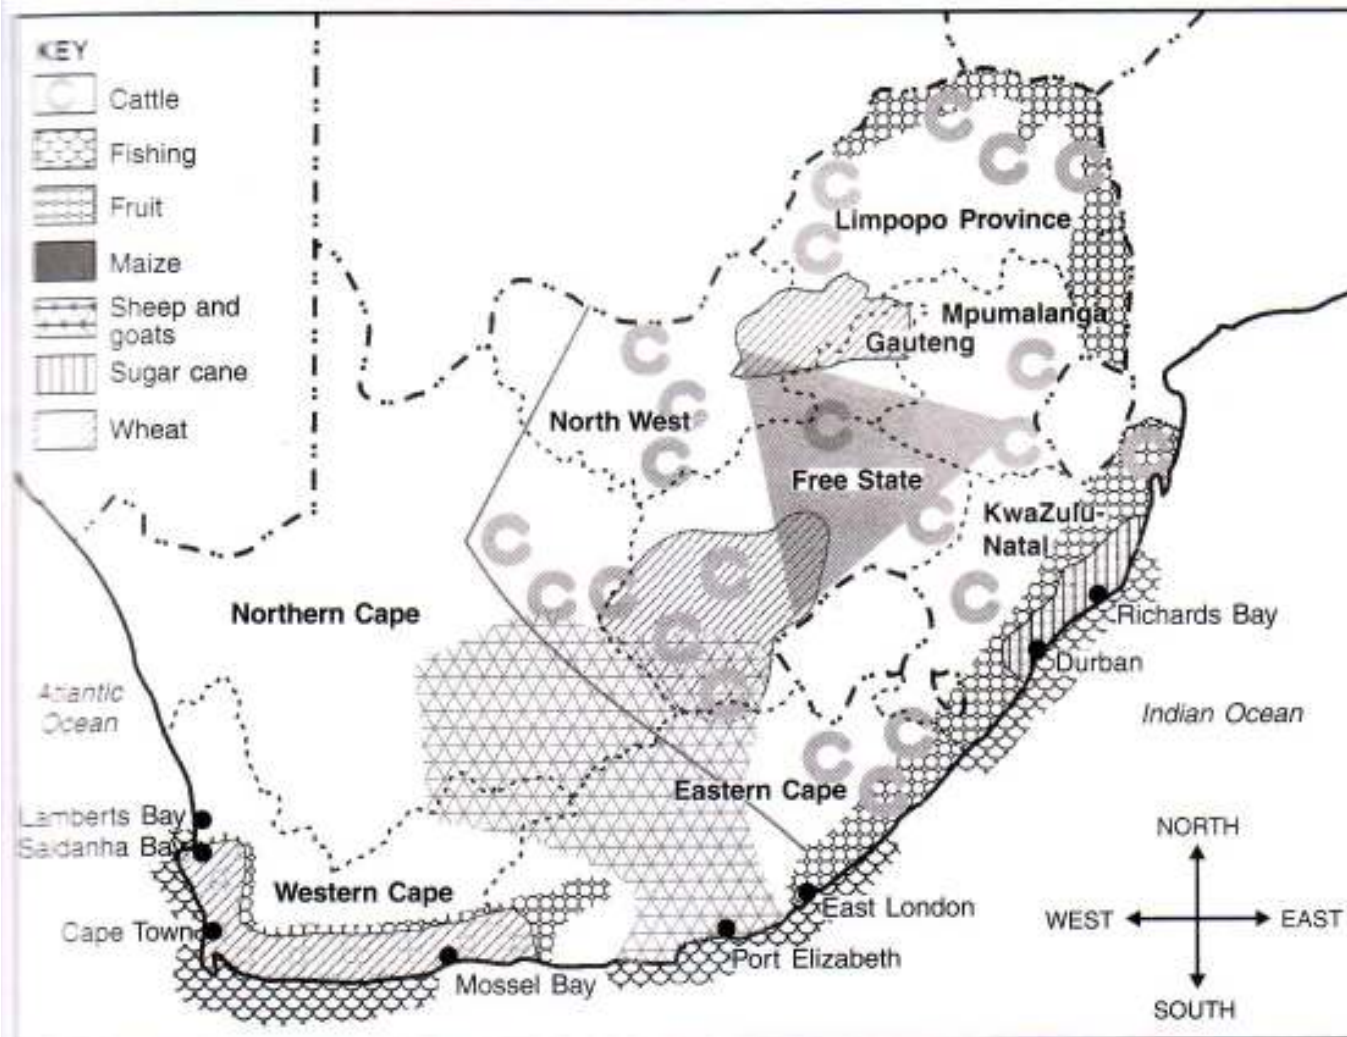 KEY
Cattle
Fishing
Fruit
Maize
Sheep and
goats
Sugar cane
Wheat
Limpopo Province
Mpumalanga
Gauteng
North West
Free State
KwaZulu-
Natal
Northern Cape
Richards Bay
Durban
Atlantic
Ocean
Indian Ocean
Eastern Cape
Lamberts Bay
Saldanha Bay
NORTH
Western Cape
East London
WEST
EAST
Cape Town
Port Elizabeth
Mossel Bay
SOUTH